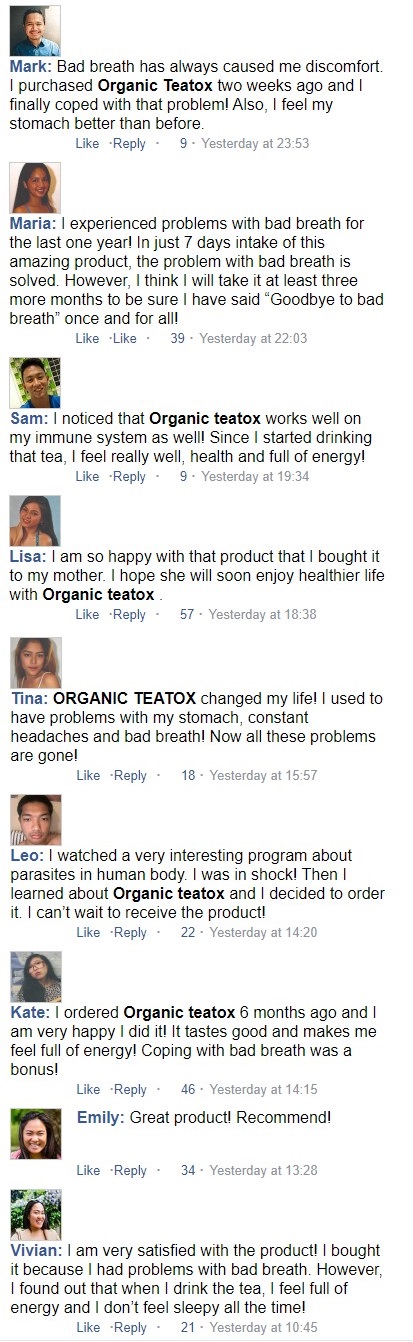 Mark: Bad breath has always caused me discomfort.
I purchased Organic Teatox two weeks ago and I
finally coped with that problem! Also, I feel my
stomach better than before.
Like ·Reply · 9 · Yesterday at 23:53
Maria: I experienced problems with bad breath for
the last one year! In just 7 days intake of this
amazing product, the problem with bad breath is
solved. However, I think I will take it at least three
more months to be sure I have said “Goodbye to bad
breath” once and for all!
Like ·Like · 39 · Yesterday at 22:03
Sam: I noticed that Organic teatox works well on
my immune system as well! Since I started drinking
that tea, I feel really well, health and full of energy!
Like ·Reply · 9 · Yesterday at 19:34
Lisa: I am so happy with that product that I bought it
to my mother. I hope she will soon enjoy healthier life
with Organic teatox .
Like ·Reply · 57 · Yesterday at 18:38
Tina: ORGANIC TEATOX changed my life! I used to
have problems with my stomach, constant
headaches and bad breath! Now all these problems
are gone!
Like ·Reply · 18 · Yesterday at 15:57
Leo: I watched a very interesting program about
parasites in human body. I was in shock! Then I
learned about Organic teatox and I decided to order
it. I can’t wait to receive the product!
Like ·Reply · 22 · Yesterday at 14:20
Kate: I ordered Organic teatox 6 months ago and I
am very happy I did it! It tastes good and makes me
feel full of energy! Coping with bad breath was a
bonus!
Like ·Reply · 46 · Yesterday at 14:15
Emily: Great product! Recommend!
Like ·Reply · 34 · Yesterday at 13:28
Vivian: I am very satisfied with the product! I bought
it because I had problems with bad breath. However,
I found out that when I drink the tea, I feel full of
energy and I don’t feel sleepy all the time!
Like ·Reply · 21 · Yesterday at 10:45